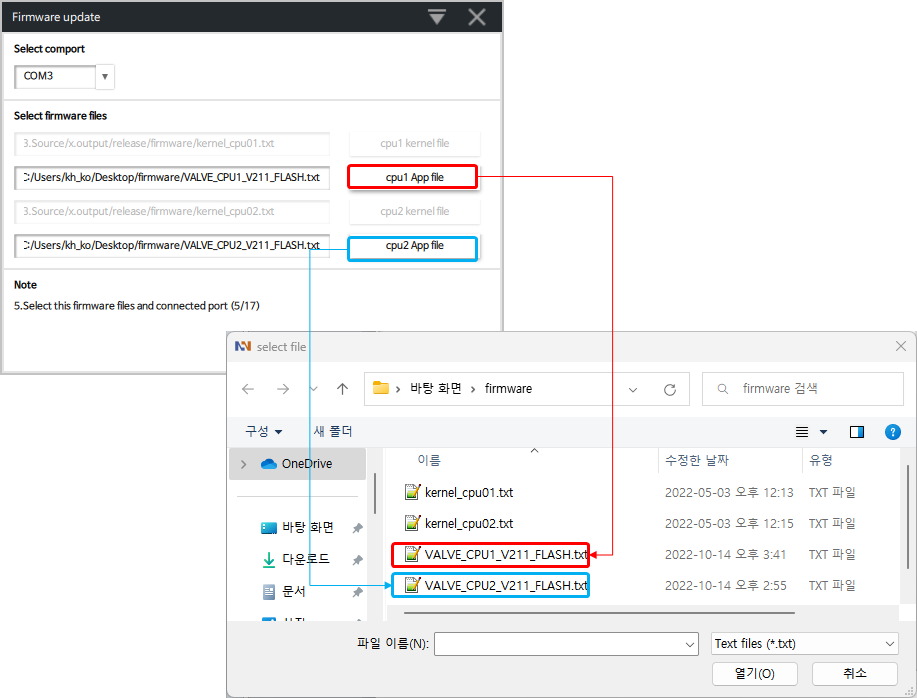 Firmware update
Select comport
COM3
Select firmware files
3.Source/x.output/release/firmware/kernel_cpu01.txt
cpu1 kernel file
C:/Users/kh_ko/Desktop/firmware/VALVE_CPU1_V211_FLASH.txt
cpu1 App file
3.Source/x.output/release/firmware/kernel_cpu02.txt
cpu2 kernel file
C:/Users/kh_ko/Desktop/firmware/VALVE_CPU2_V211_FLASH.txt
cpu2 App file
Note
5.Select this firmware files and connected port (5/17)
select file
바탕 화면 firmware
firmware 검색
구성 새 폴더
OneDrive
바탕 화면
다운로드
문서
이름 수정한 날짜 유형
kernel_cpu01.txt 2022-05-03 오후 12:13 TXT 파일
kernel_cpu02.txt 2022-05-03 오후 12:15 TXT 파일
VALVE_CPU1_V211_FLASH.txt 2022-10-14 오후 3:41 TXT 파일
VALVE_CPU2_V211_FLASH.txt 2022-10-14 오후 2:55 TXT 파일
파일 이름(N):
Text files (*.txt)
열기(O) 취소